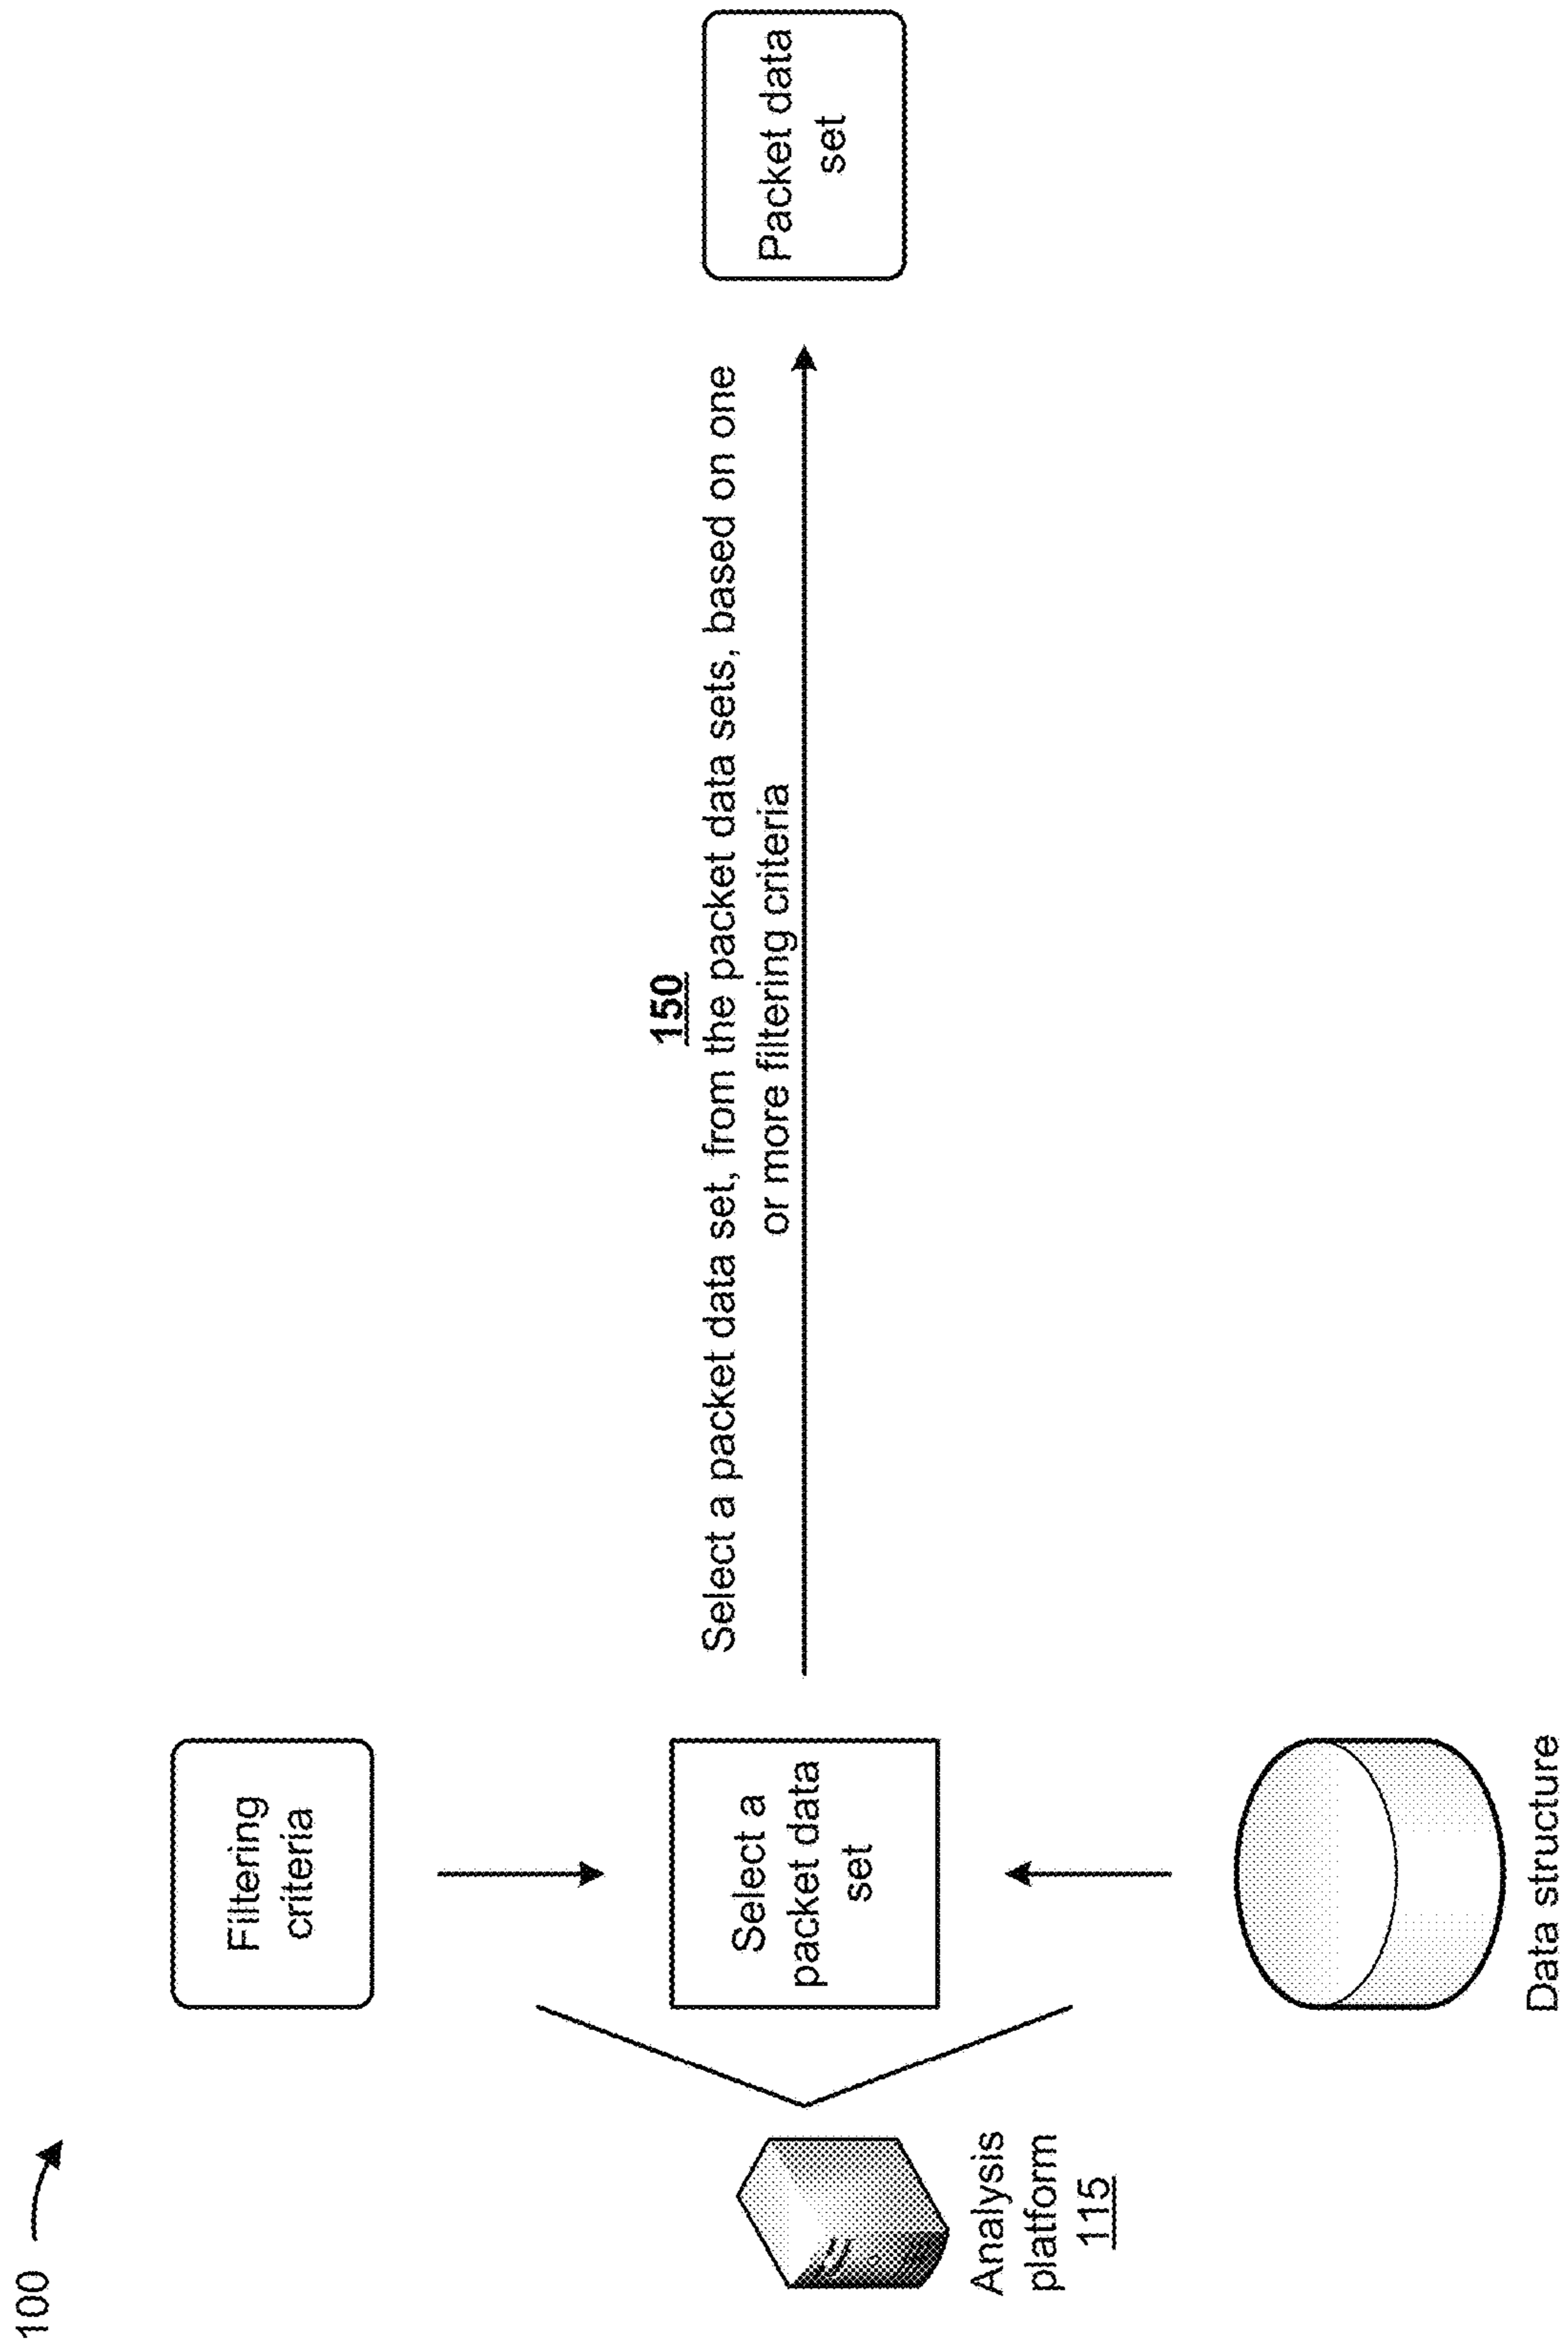 100
Filtering
criteria
150
Select a packet data set, from the packet data sets, based on one
or more filtering criteria
Packet data
set
Select a
packet data
set
Analysis
platform
115
Data structure